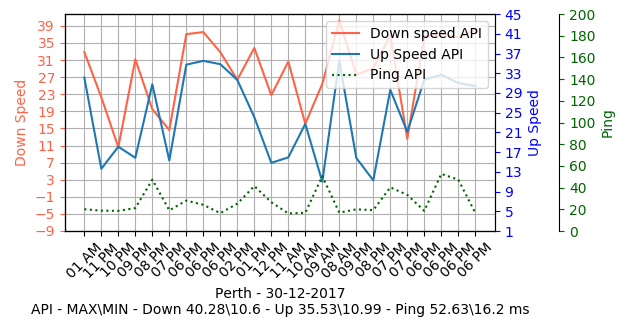 Down speed API
Up Speed API
Ping API
Down Speed
39
35
31
27
23
19
15
11
7
3
−1
−5
−9
45
41
37
33
29
25
21
17
13
9
5
1
Up Speed
200
180
160
140
120
100
80
60
40
20
0
Ping
01 AM
11 PM
10 PM
09 PM
08 PM
07 PM
06 PM
06 PM
06 PM
02 PM
01 PM
12 PM
11 AM
10 AM
09 AM
08 AM
09 PM
08 PM
07 PM
07 PM
06 PM
06 PM
06 PM
06 PM
Perth - 30-12-2017
API - MAX\MIN - Down 40.28\10.6 - Up 35.53\10.99 - Ping 52.63\16.2 ms